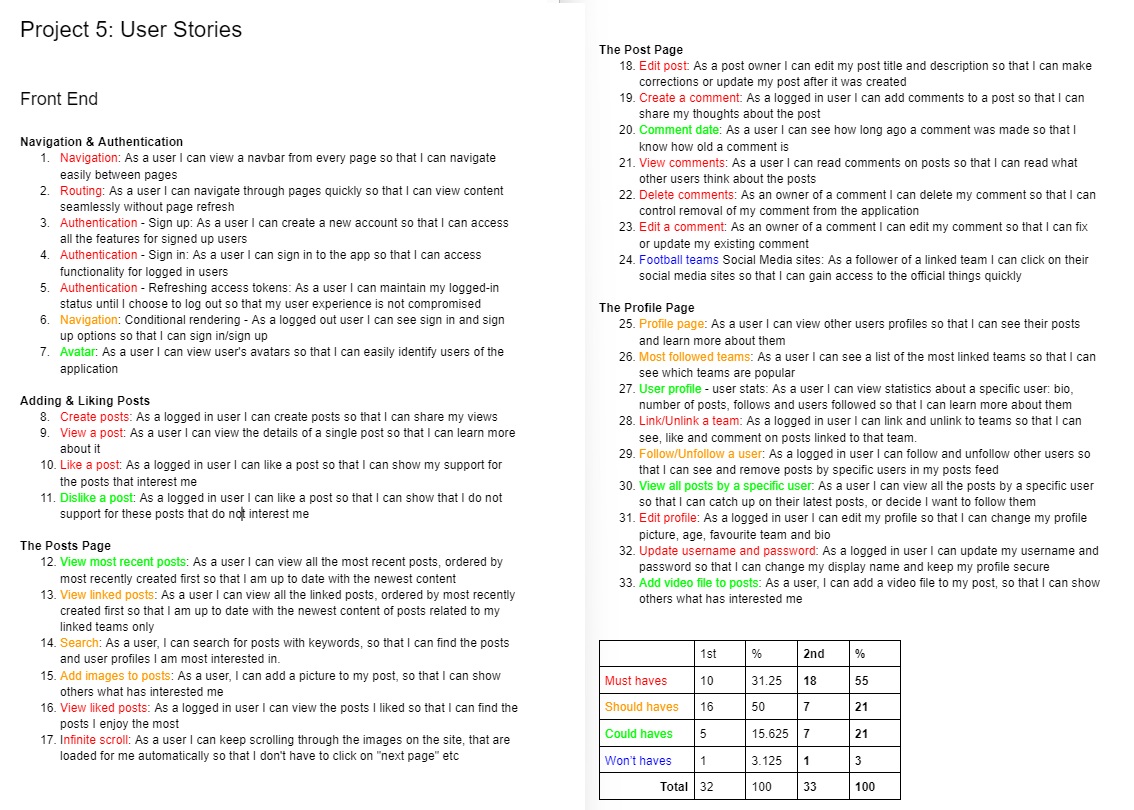 Project 5: User Stories
Front End
Navigation & Authentication
1. Navigation: As a user I can view a navbar from every page so that I can navigate
easily between pages
2. Routing: As a user I can navigate through pages quickly so that I can view content
seamlessly without page refresh
3. Authentication - Sign up: As a user I can create a new account so that I can access
all the features for signed up users
4. Authentication - Sign in: As a user I can sign in to the app so that I can access
functionality for logged in users
5. Authentication - Refreshing access tokens: As a user I can maintain my logged-in
status until I choose to log out so that my user experience is not compromised
6. Navigation: Conditional rendering - As a logged out user I can see sign in and sign
up options so that I can sign in/sign up
7. Avatar: As a user I can view user's avatars so that I can easily identify users of the
application
Adding & Liking Posts
8. Create posts: As a logged in user I can create posts so that I can share my views
9. View a post: As a user I can view the details of a single post so that I can learn more
about it
10. Like a post: As a logged in user I can like a post so that I can show my support for
the posts that interest me
11. Dislike a post: As a logged in user I can like a post so that I can show that I do not
support for these posts that do not interest me
The Posts Page
12. View most recent posts: As a user I can view all the most recent posts, ordered by
most recently created first so that I am up to date with the newest content
13. View linked posts: As a user I can view all the linked posts, ordered by most recently
created first so that I am up to date with the newest content of posts related to my
linked teams only
14. Search: As a user, I can search for posts with keywords, so that I can find the posts
and user profiles I am most interested in.
15. Add images to posts: As a user, I can add a picture to my post, so that I can show
others what has interested me
16. View liked posts: As a logged in user I can view the posts I liked so that I can find the
posts I enjoy the most
17. Infinite scroll: As a user I can keep scrolling through the images on the site, that are
loaded for me automatically so that I don't have to click on "next page" etc
The Post Page
18. Edit post: As a post owner I can edit my post title and description so that I can make
corrections or update my post after it was created
19. Create a comment: As a logged in user I can add comments to a post so that I can
share my thoughts about the post
20. Comment date: As a user I can see how long ago a comment was made so that I
know how old a comment is
21. View comments: As a user I can read comments on posts so that I can read what
other users think about the posts
22. Delete comments: As an owner of a comment I can delete my comment so that I can
control removal of my comment from the application
23. Edit a comment: As an owner of a comment I can edit my comment so that I can fix
or update my existing comment
24. Football teams Social Media sites: As a follower of a linked team I can click on their
social media sites so that I can gain access to the official things quickly
The Profile Page
25. Profile page: As a user I can view other users profiles so that I can see their posts
and learn more about them
26. Most followed teams: As a user I can see a list of the most linked teams so that I can
see which teams are popular
27. User profile - user stats: As a user I can view statistics about a specific user: bio,
number of posts, follows and users followed so that I can learn more about them
28. Link/Unlink a team: As a logged in user I can link and unlink to teams so that I can
see, like and comment on posts linked to that team.
29. Follow/Unfollow a user: As a logged in user I can follow and unfollow other users so
that I can see and remove posts by specific users in my posts feed
30. View all posts by a specific user: As a user I can view all the posts by a specific user
so that I can catch up on their latest posts, or decide I want to follow them
31. Edit profile: As a logged in user I can edit my profile so that I can change my profile
picture, age, favourite team and bio
32. Update username and password: As a logged in user I can update my username and
password so that I can change my display name and keep my profile secure
33. Add video file to posts: As a user, I can add a video file to my post, so that I can show
others what has interested me
1st % 2nd %
Must haves 10 31.25 18 55
Should haves 16 50 7 21
Could haves 5 15.625 7 21
Won't haves 1 3.125 1 3
Total 32 100 33 100